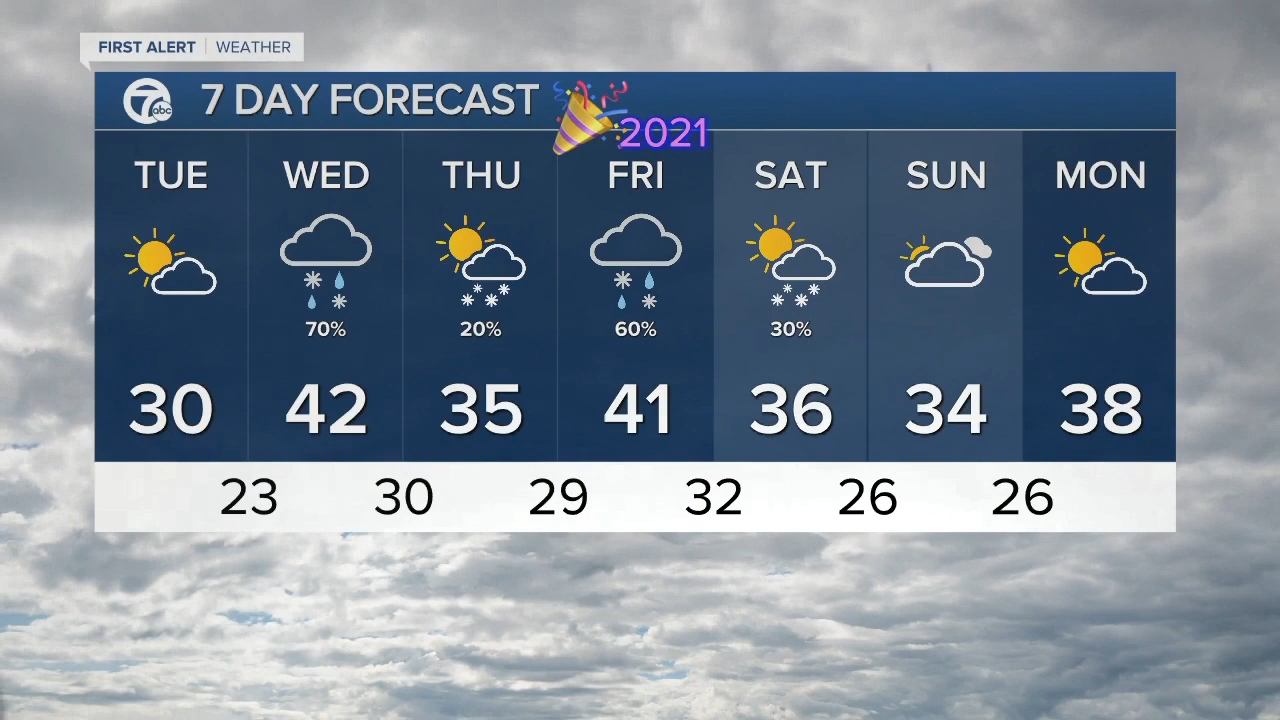 FIRST ALERT | WEATHER
7abc 7 DAY FORECAST
2021
TUE WED THU FRI SAT SUN MON
70% 20% 60% 30%
30 42 35 41 36 34 38
23 30 29 32 26 26